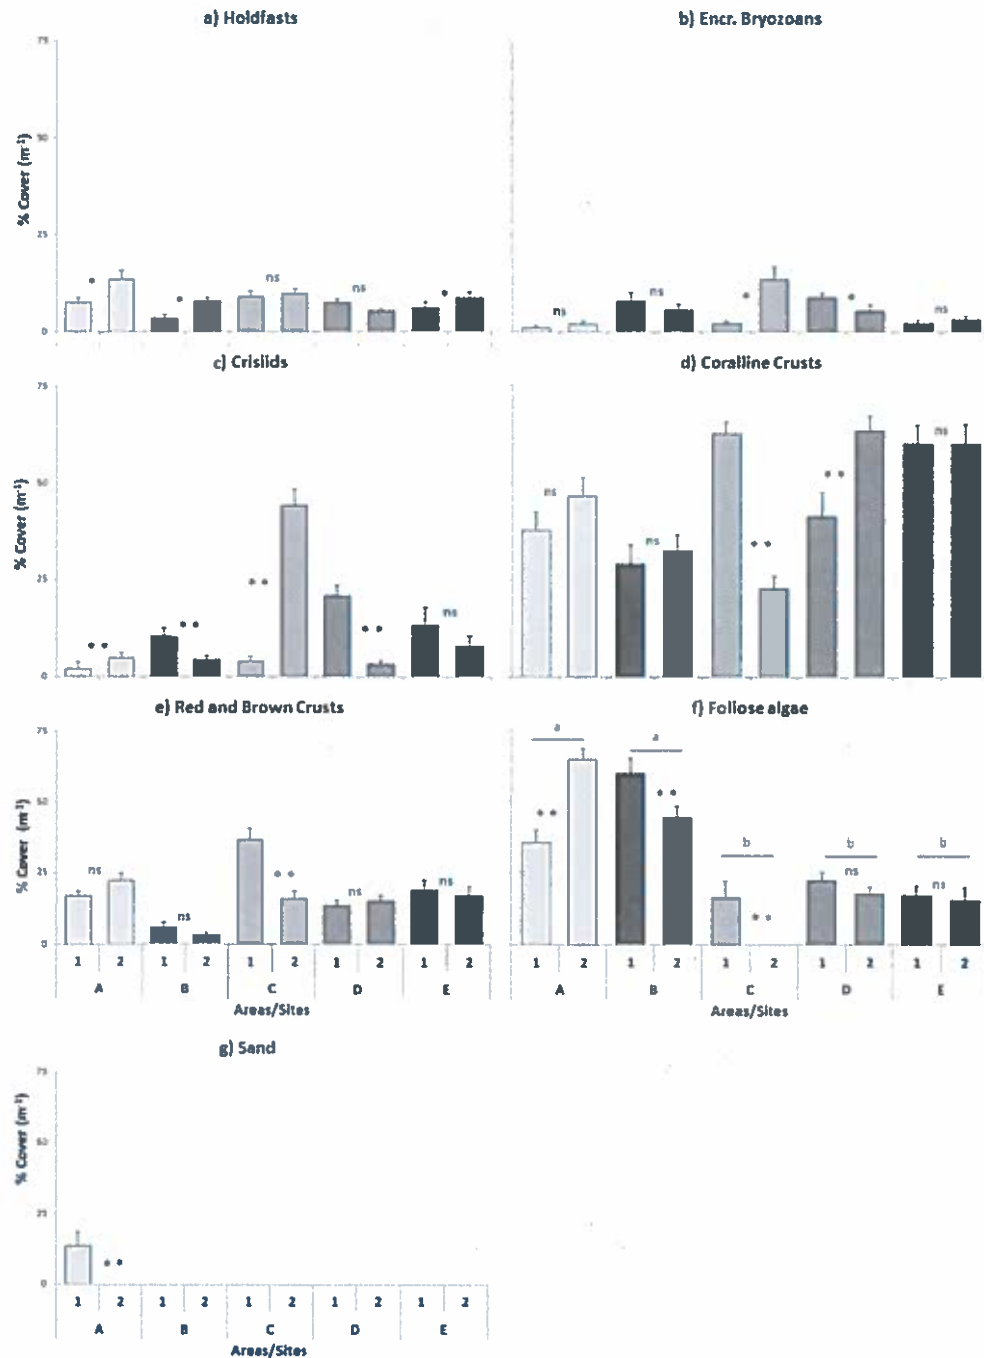 a) Holdfasts
b) Encr. Bryozoans
75
50
25
0
% Cover (m⁻¹)
* * ns ns *
ns ns * * ns
c) Crisiids
d) Coralline Crusts
75
50
25
0
% Cover (m⁻¹)
** ** ** ** ns
ns ns ** ** ns
e) Red and Brown Crusts
f) Foliose algae
75
50
25
0
% Cover (m⁻¹)
ns ns ** ns ns
a a b b b
** ** ** ns ns
1 2 1 2 1 2 1 2 1 2
A B C D E
Areas/Sites
1 2 1 2 1 2 1 2 1 2
A B C D E
Areas/Sites
g) Sand
75
50
25
0
% Cover (m⁻¹)
**
1 2 1 2 1 2 1 2 1 2
A B C D E
Areas/Sites